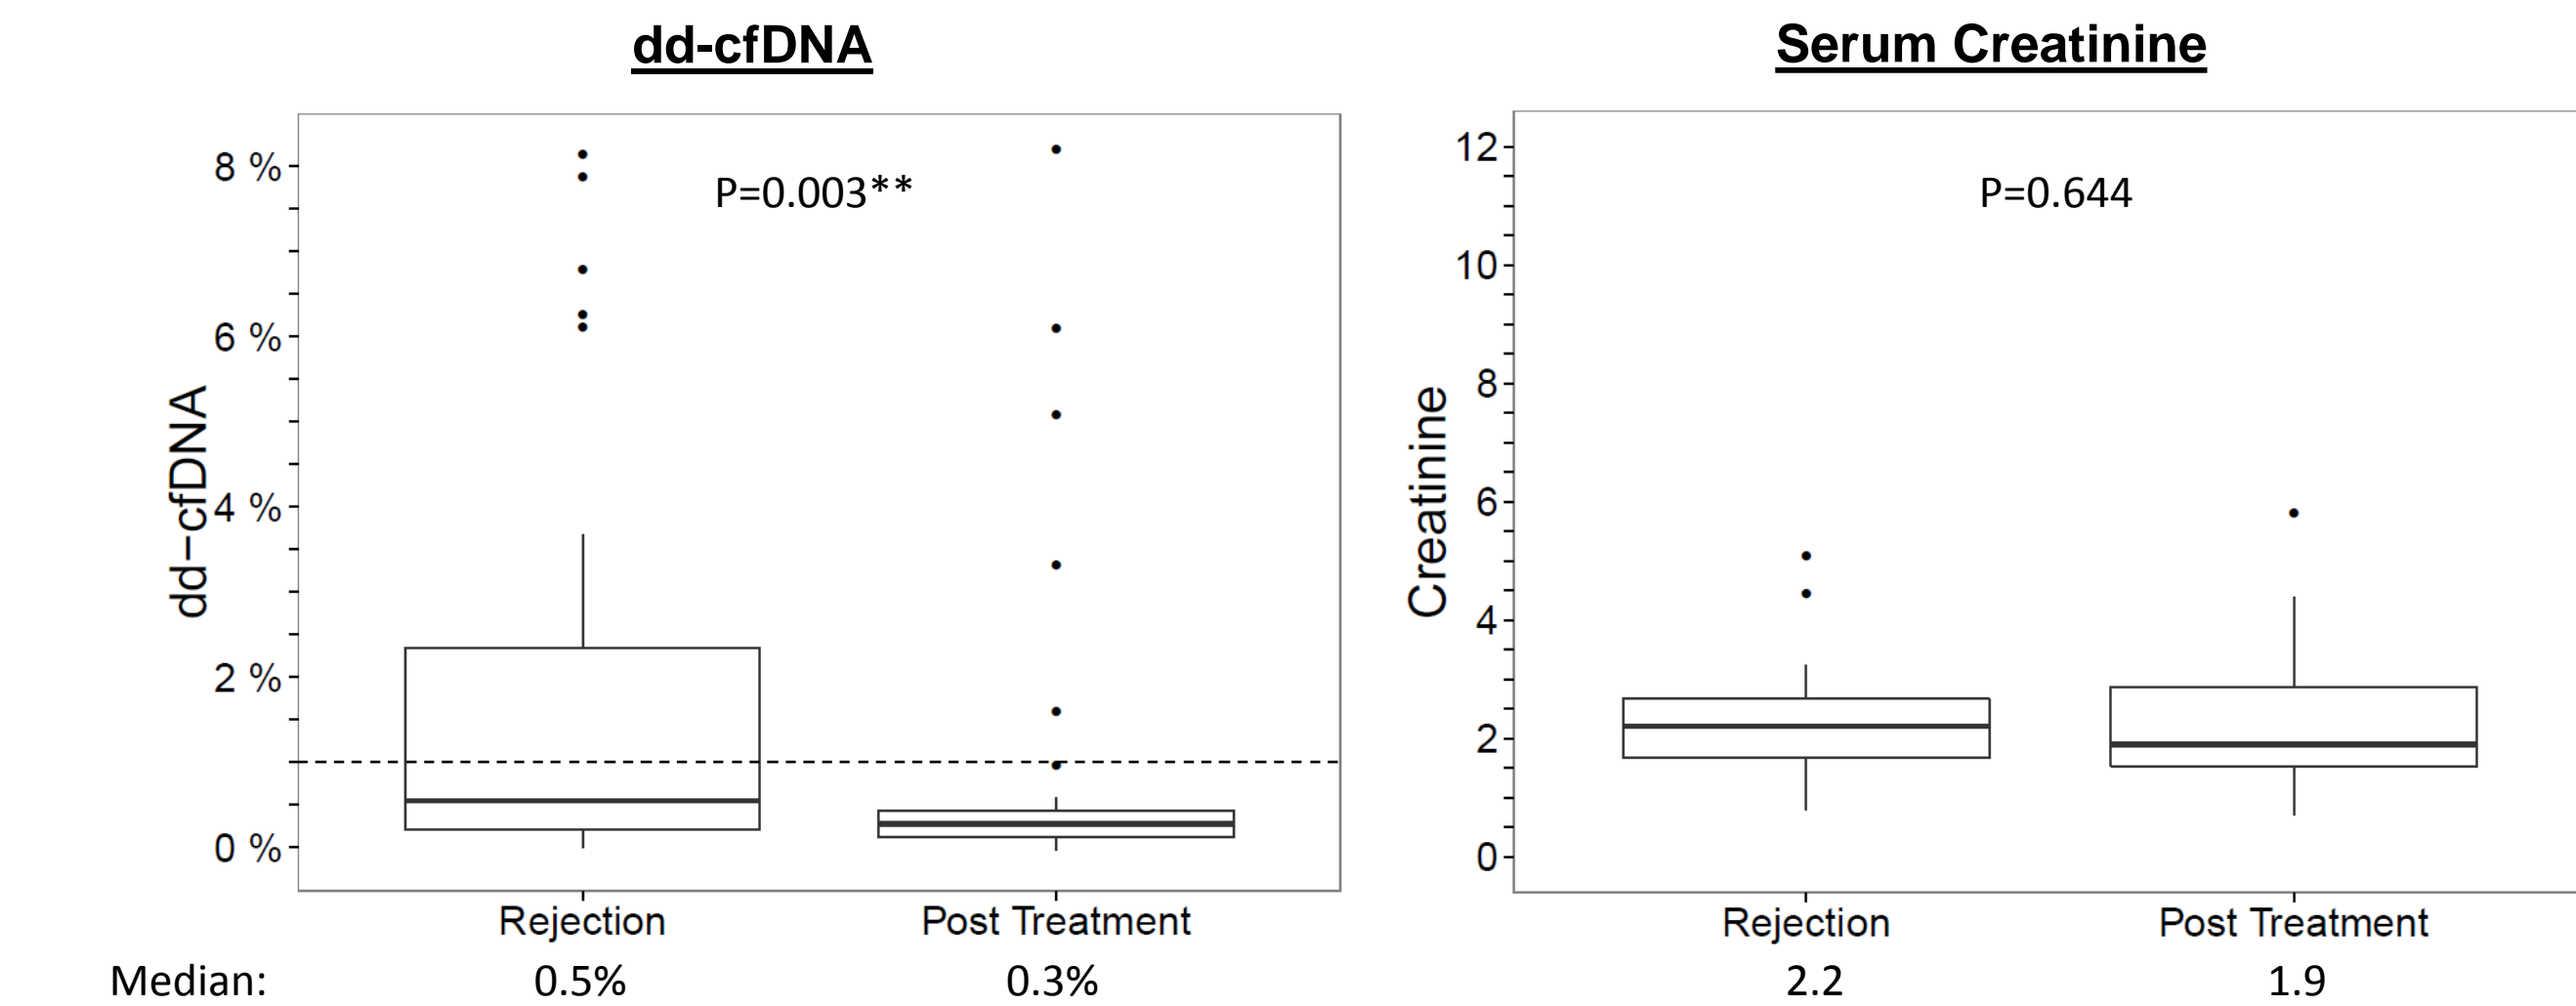 dd-cfDNA
Serum Creatinine
8 %
6 %
4 %
2 %
0 %
dd−cfDNA
P=0.003**
Rejection
Post Treatment
12
10
8
6
4
2
0
Creatinine
P=0.644
Rejection
Post Treatment
Median: 0.5% 0.3% 2.2 1.9